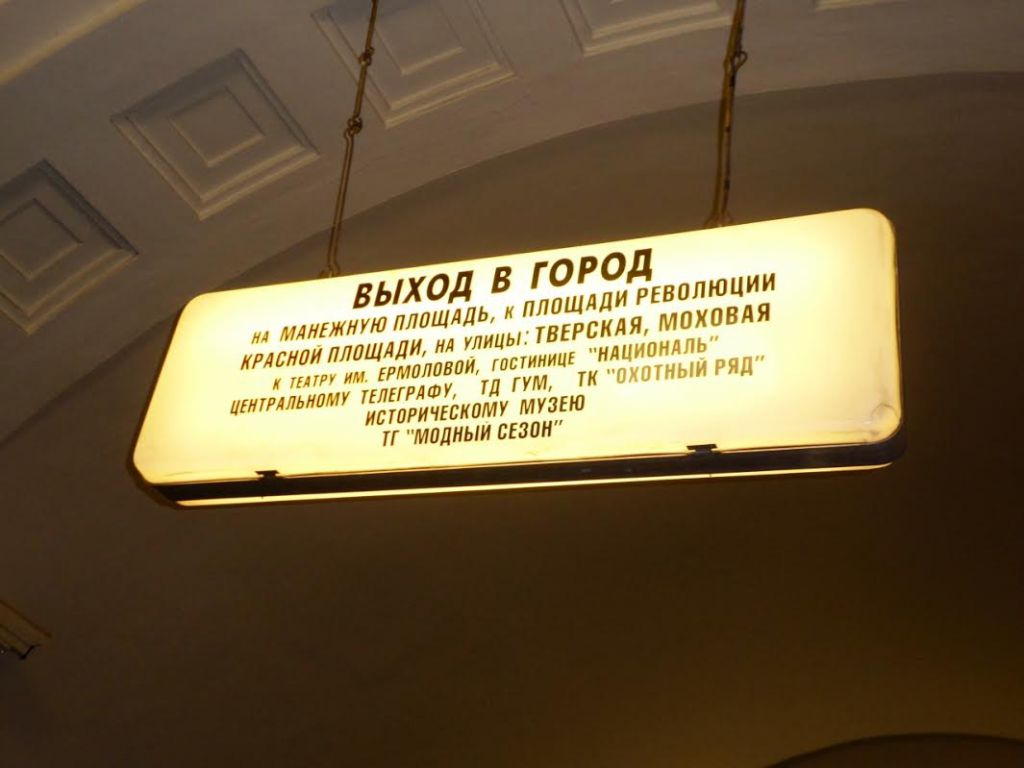 ВЫХОД В ГОРОД
НА МАНЕЖНУЮ ПЛОЩАДЬ, К ПЛОЩАДИ РЕВОЛЮЦИИ
КРАСНОЙ ПЛОЩАДИ, НА УЛИЦЫ: ТВЕРСКАЯ, МОХОВАЯ
К ТЕАТРУ ИМ. ЕРМОЛОВОЙ, ГОСТИНИЦЕ "НАЦИОНАЛЬ"
ЦЕНТРАЛЬНОМУ ТЕЛЕГРАФУ, ТД ГУМ, ТК "ОХОТНЫЙ РЯД"
ИСТОРИЧЕСКОМУ МУЗЕЮ
ТГ "МОДНЫЙ СЕЗОН"